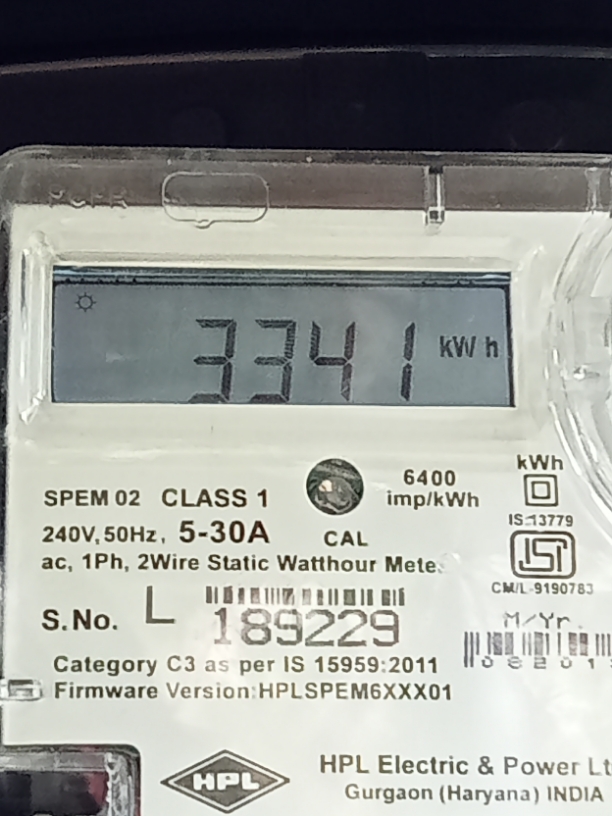 3341 kWh
6400
imp/kWh
kWh
SPEM 02 CLASS 1
240V, 50Hz, 5-30A
CAL
IS:13779
ac, 1Ph, 2Wire Static Watthour
CM/L-9190783
S.No. L 189229
M/Yr.
Category C3 as per IS 15959:2011
Firmware Version:HPLSPEM6XXX01
HPL
HPL Electric & Power
Gurgaon (Haryana) INDIA